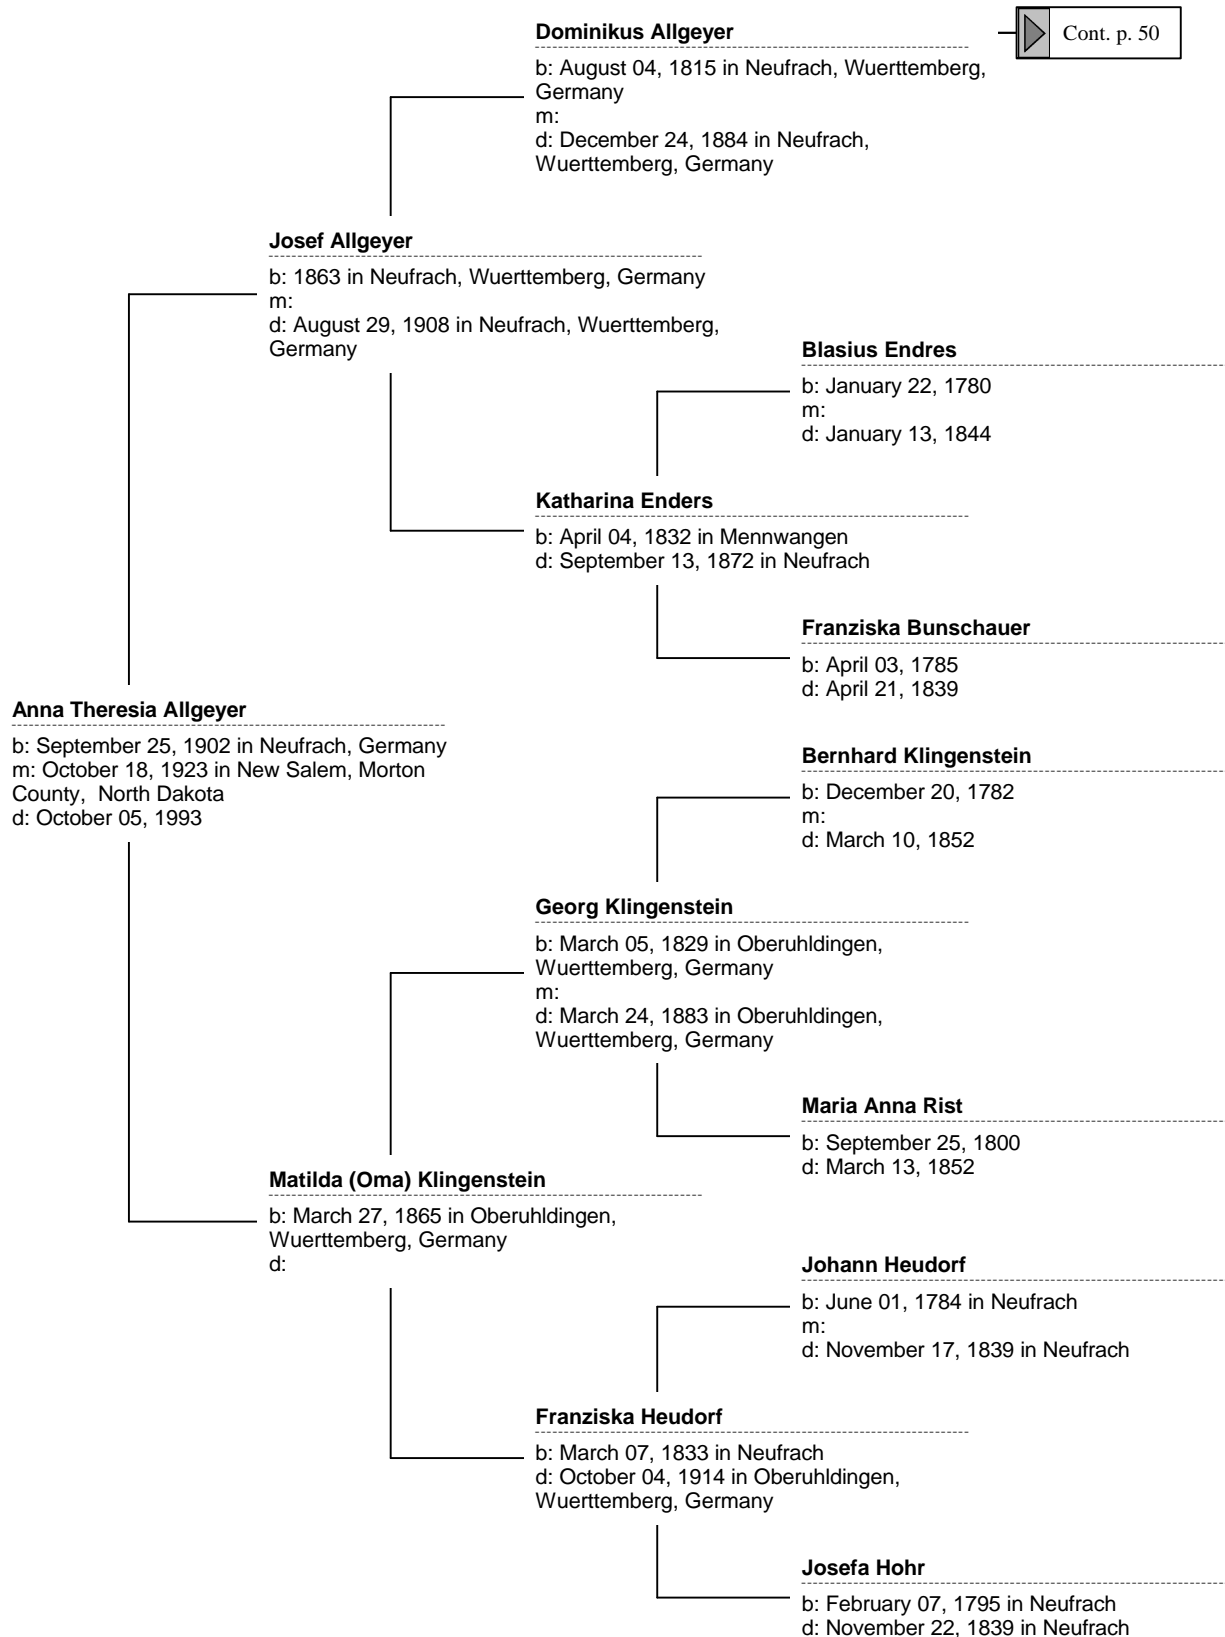 Dominikus Allgeyer
b: August 04, 1815 in Neufrach, Wuerttemberg,
Germany
m:
d: December 24, 1884 in Neufrach,
Wuerttemberg, Germany
Cont. p. 50
Josef Allgeyer
b: 1863 in Neufrach, Wuerttemberg, Germany
m:
d: August 29, 1908 in Neufrach, Wuerttemberg,
Germany
Blasius Endres
b: January 22, 1780
m:
d: January 13, 1844
Katharina Enders
b: April 04, 1832 in Mennwangen
d: September 13, 1872 in Neufrach
Franziska Bunschauer
b: April 03, 1785
d: April 21, 1839
Anna Theresia Allgeyer
b: September 25, 1902 in Neufrach, Germany
m: October 18, 1923 in New Salem, Morton
County,  North Dakota
d: October 05, 1993
Bernhard Klingenstein
b: December 20, 1782
m:
d: March 10, 1852
Georg Klingenstein
b: March 05, 1829 in Oberuhldingen,
Wuerttemberg, Germany
m:
d: March 24, 1883 in Oberuhldingen,
Wuerttemberg, Germany
Maria Anna Rist
b: September 25, 1800
d: March 13, 1852
Matilda (Oma) Klingenstein
b: March 27, 1865 in Oberuhldingen,
Wuerttemberg, Germany
d:
Johann Heudorf
b: June 01, 1784 in Neufrach
m:
d: November 17, 1839 in Neufrach
Franziska Heudorf
b: March 07, 1833 in Neufrach
d: October 04, 1914 in Oberuhldingen,
Wuerttemberg, Germany
Josefa Hohr
b: February 07, 1795 in Neufrach
d: November 22, 1839 in Neufrach